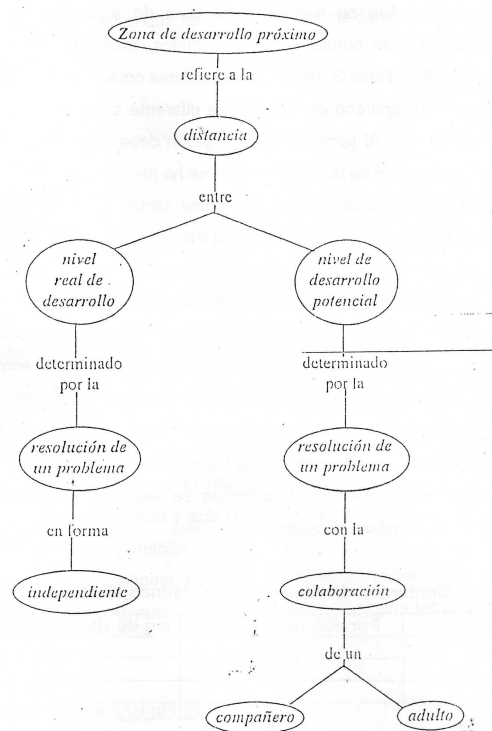 Zona de desarrollo próximo
refiere a la
distancia
entre
nivel
real de
desarrollo
nivel de
desarrollo
potencial
determinado
por la
determinado
por la
resolución de
un problema
resolución de
un problema
en forma
con la
independiente
colaboración
de un
compañero
adulto